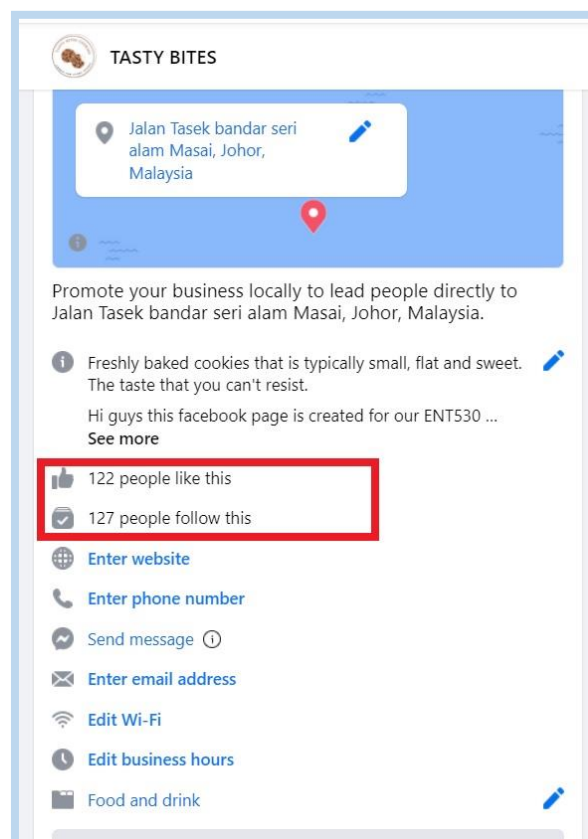 TASTY BITES
Jalan Tasek bandar seri
alam Masai, Johor,
Malaysia
Promote your business locally to lead people directly to
Jalan Tasek bandar seri alam Masai, Johor, Malaysia.
Freshly baked cookies that is typically small, flat and sweet.
The taste that you can't resist.
Hi guys this facebook page is created for our ENT530 ...
See more
122 people like this
127 people follow this
Enter website
Enter phone number
Send message
Enter email address
Edit Wi-Fi
Edit business hours
Food and drink